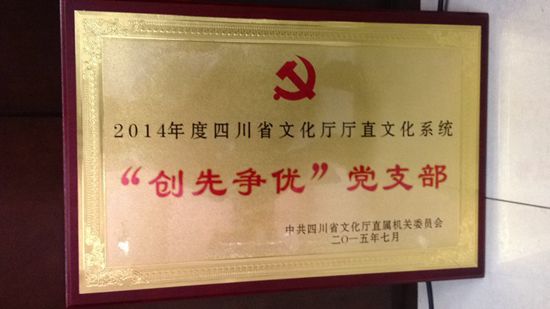 2014年度四川省文化厅厅直文化系统
“创先争优”党支部
中共四川省文化厅直属机关委员会
二〇一五年七月